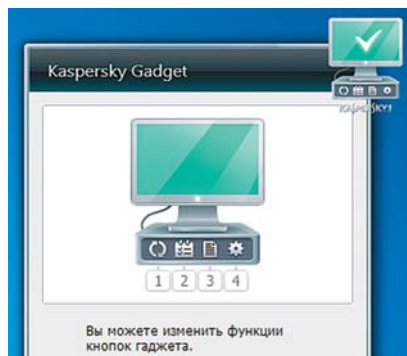 Kaspersky Gadget
1 2 3 4
Вы можете изменить функции
кнопок гаджета.